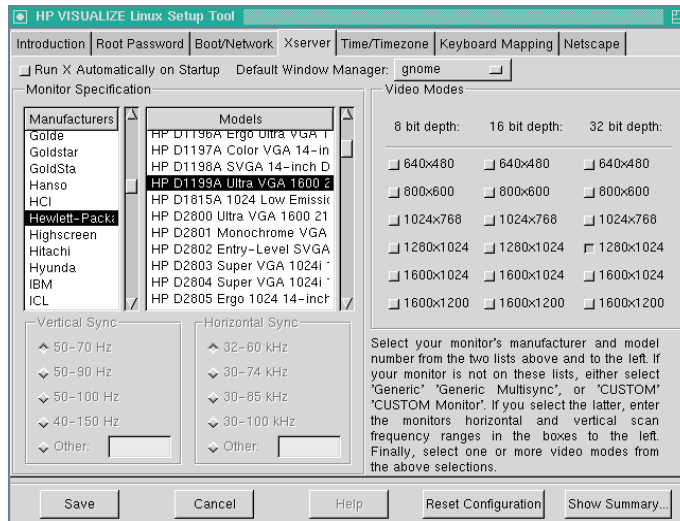 HP VISUALIZE Linux Setup Tool
Introduction Root Password Boot/Network Xserver Time/Timezone Keyboard Mapping Netscape
Run X Automatically on Startup Default Window Manager: gnome
Monitor Specification
Manufacturers
Golde
Goldstar
GoldSta
Hanso
HCI
Hewlett-Packa
Highscreen
Hitachi
Hyunda
IBM
ICL
Models
HP D1196A Ergo Ultra VGA 1
HP D1197A Color VGA 14-in
HP D1198A SVGA 14-inch D
HP D1199A Ultra VGA 1600 2
HP D1815A 1024 Low Emissic
HP D2800 Ultra VGA 1600 21
HP D2801 Monochrome VGA
HP D2802 Entry-Level SVGA
HP D2803 Super VGA 1024i
HP D2804 Super VGA 1024i
HP D2805 Ergo 1024 14-inch
Vertical Sync
50-70 Hz
50-90 Hz
50-100 Hz
40-150 Hz
Other:
Horizontal Sync
32-60 kHz
30-74 kHz
30-85 kHz
30-100 kHz
Other:
Video Modes
8 bit depth: 16 bit depth: 32 bit depth:
640x480 640x480 640x480
800x600 800x600 800x600
1024x768 1024x768 1024x768
1280x1024 1280x1024 1280x1024
1600x1024 1600x1024 1600x1024
1600x1200 1600x1200 1600x1200
Select your monitor's manufacturer and model
number from the two lists above and to the left. If
your monitor is not on these lists, either select
'Generic' 'Generic Multisync', or 'CUSTOM'
'CUSTOM Monitor'. If you select the latter, enter
the monitors horizontal and vertical scan
frequency ranges in the boxes to the left.
Finally, select one or more video modes from
the above selections.
Save Cancel Help Reset Configuration Show Summary...